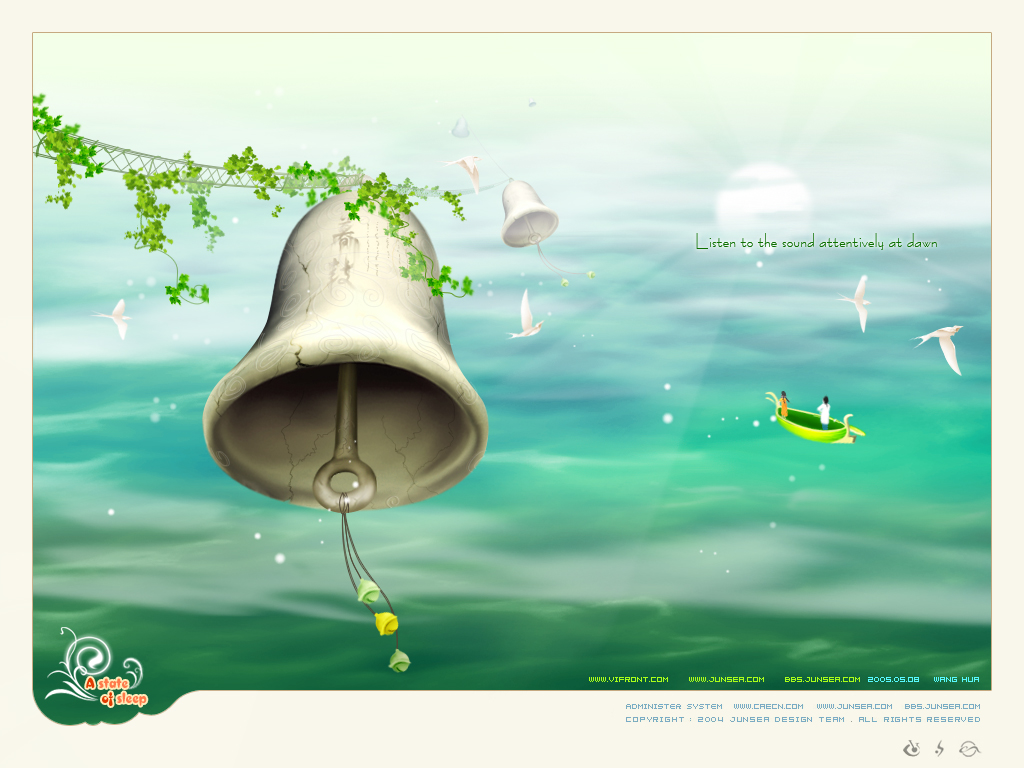 Listen to the sound attentively at dawn
A state
of sleep
WWW.VIFRONT.COM WWW.JUNSEA.COM BBS.JUNSEA.COM 2005.05.08 WANG HUA
ADMINISTER SYSTEM WWW.CAECN.COM WWW.JUNSEA.COM BBS.JUNSEA.COM
COPYRIGHT : 2004 JUNSEA DESIGN TEAM . ALL RIGHTS RESERVED